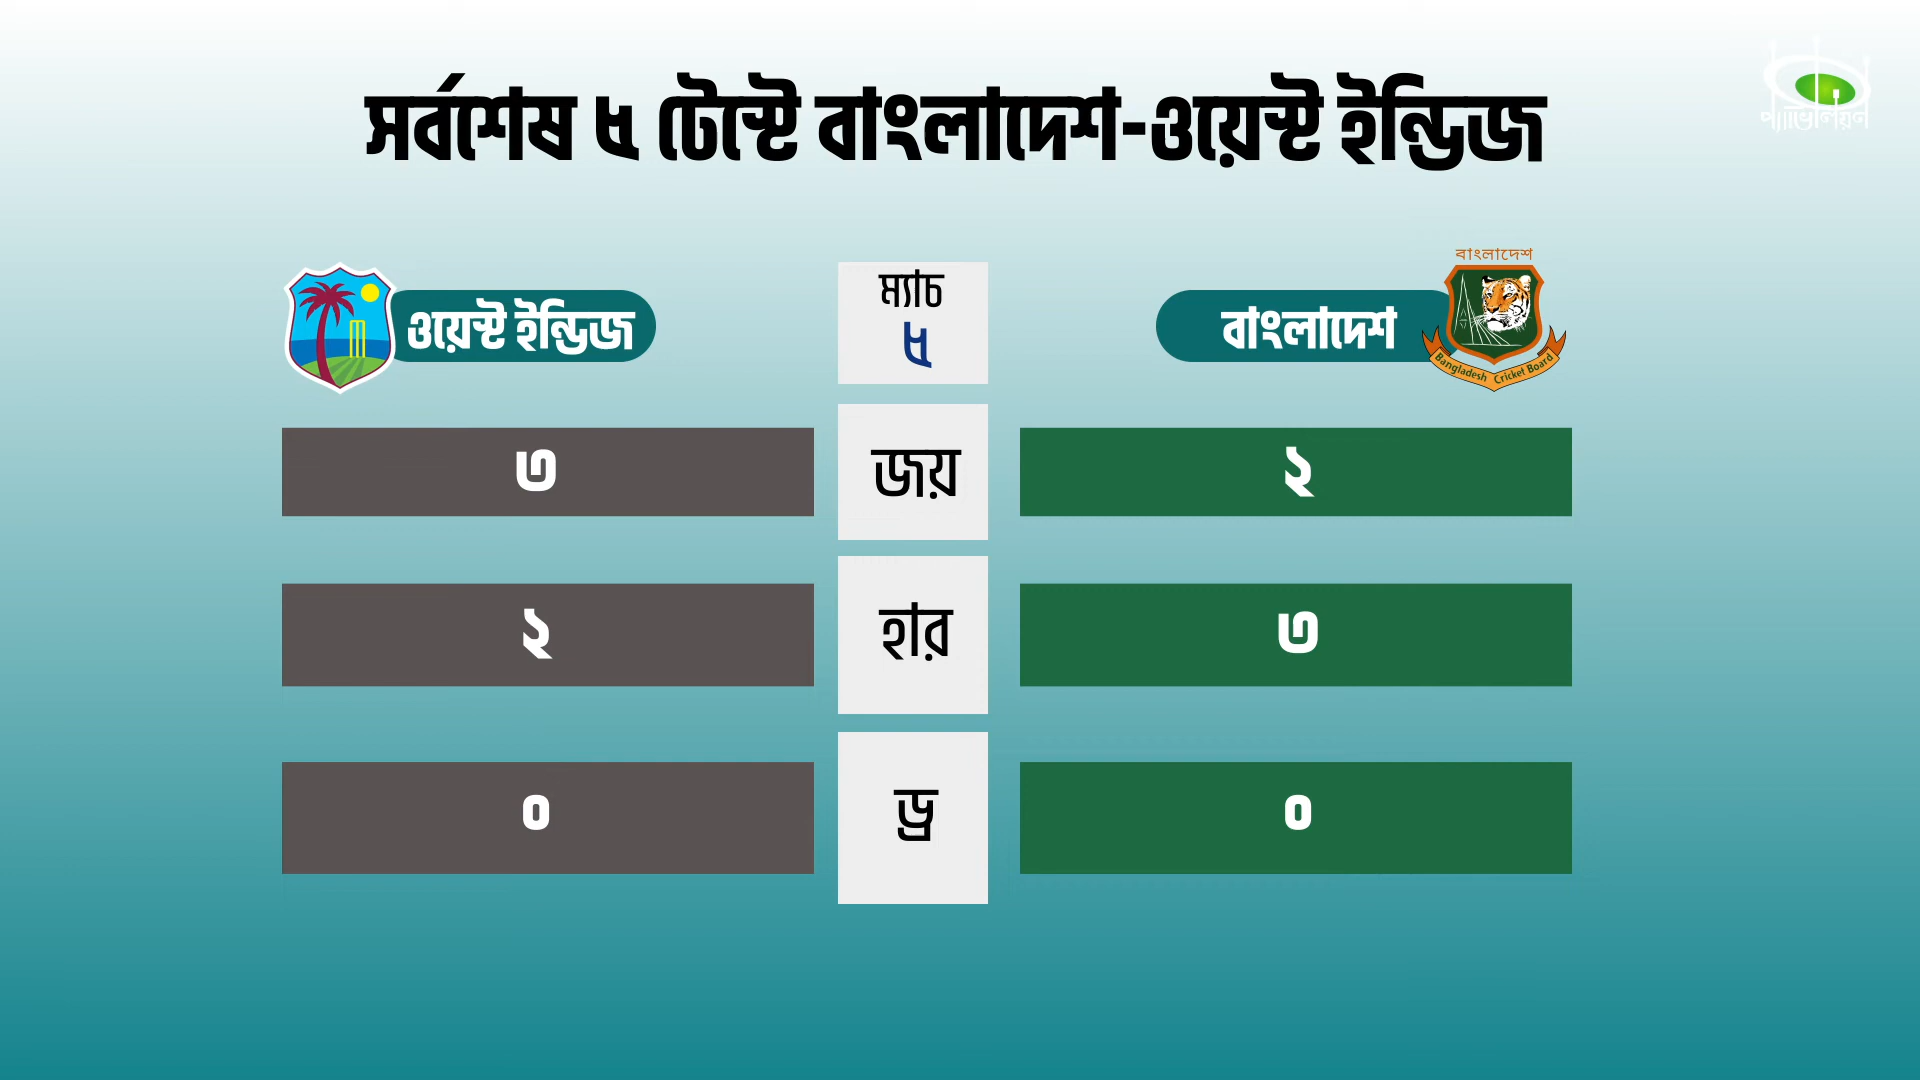 সর্বশেষ ৫ টেস্টে বাংলাদেশ-ওয়েস্ট ইন্ডিজ
প্যাভিলিয়ন
ওয়েস্ট ইন্ডিজ
ম্যাচ
৫
বাংলাদেশ
বাংলাদেশ
Bangladesh Cricket Board
৩ জয় ২
২ হার ৩
০ ড্র ০